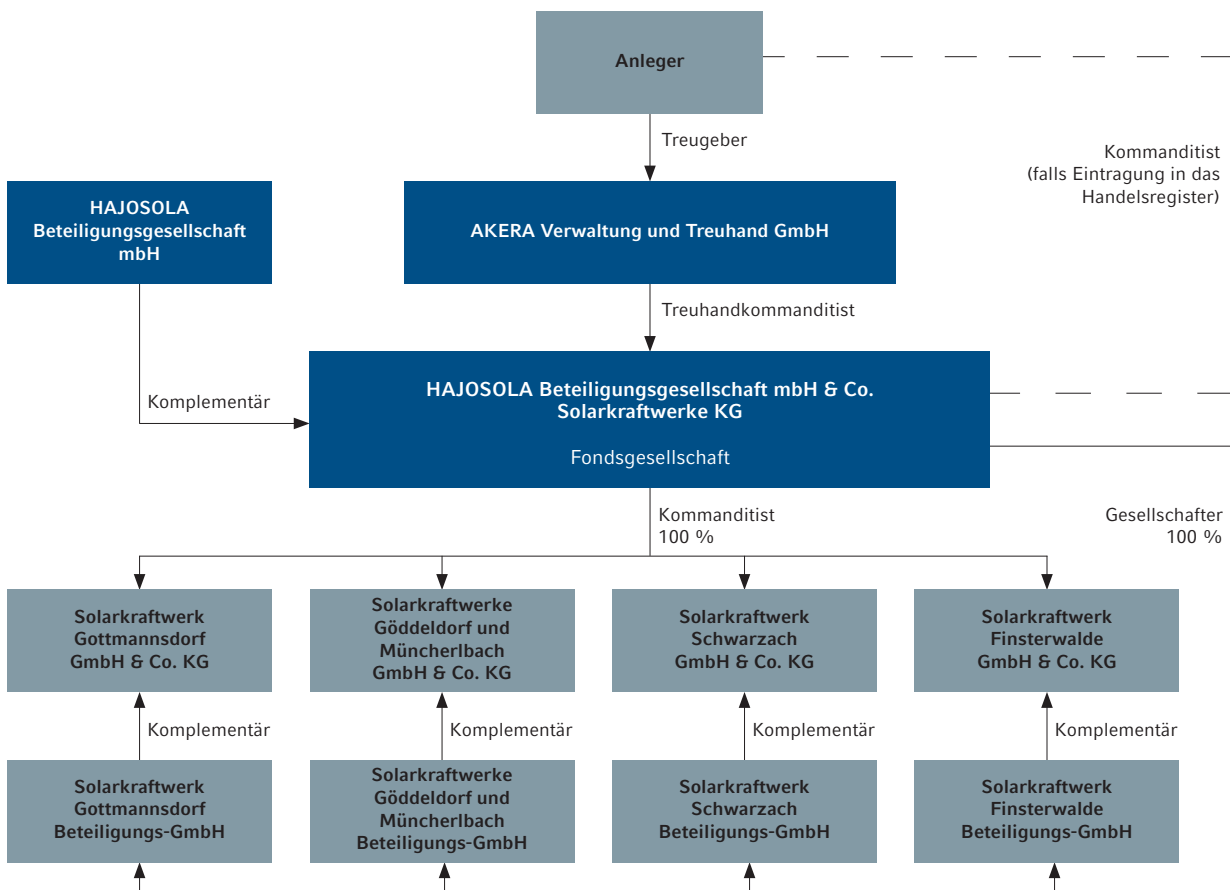 Anleger
Treugeber
Kommanditist
(falls Eintragung in das
Handelsregister)
HAJOSOLA
Beteiligungsgesellschaft
mbH
AKERA Verwaltung und Treuhand GmbH
Treuhandkommanditist
Komplementär
HAJOSOLA Beteiligungsgesellschaft mbH & Co.
Solarkraftwerke KG
Fondsgesellschaft
Kommanditist
100 %
Gesellschafter
100 %
Solarkraftwerk
Gottmannsdorf
GmbH & Co. KG
Solarkraftwerke
Göddeldorf und
Müncherlbach
GmbH & Co. KG
Solarkraftwerk
Schwarzach
GmbH & Co. KG
Solarkraftwerk
Finsterwalde
GmbH & Co. KG
Komplementär
Komplementär
Komplementär
Komplementär
Solarkraftwerk
Gottmannsdorf
Beteiligungs-GmbH
Solarkraftwerke
Göddeldorf und
Müncherlbach
Beteiligungs-GmbH
Solarkraftwerk
Schwarzach
Beteiligungs-GmbH
Solarkraftwerk
Finsterwalde
Beteiligungs-GmbH